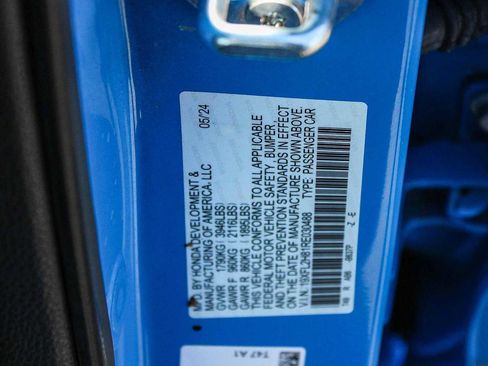 MFD. BY HONDA DEVELOPMENT & 05/24
MANUFACTURING OF AMERICA, LLC
GVWR 1790KG ( 3946LBS)
GAWR F 960KG ( 2116LBS)
GAWR R 860KG ( 1895LBS)
THIS VEHICLE CONFORMS TO ALL APPLICABLE
FEDERAL MOTOR VEHICLE SAFETY, BUMPER,
AND THEFT PREVENTION STANDARDS IN EFFECT
ON THE DATE OF MANUFACTURE SHOWN ABOVE.
V.I.N: 19XFL2H81RE030488 TYPE: PASSENGER CAR
T47 A1